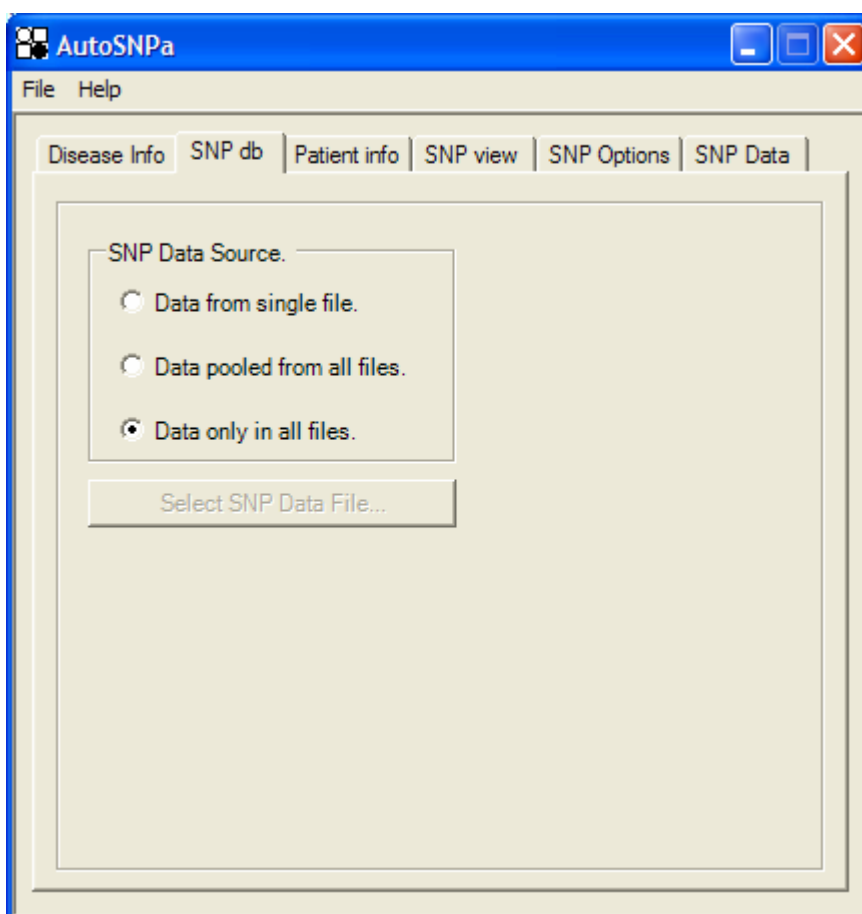 AutoSNPa
File Help
Disease Info SNP db Patient info SNP view SNP Options SNP Data
SNP Data Source.
Data from single file.
Data pooled from all files.
Data only in all files.
Select SNP Data File...